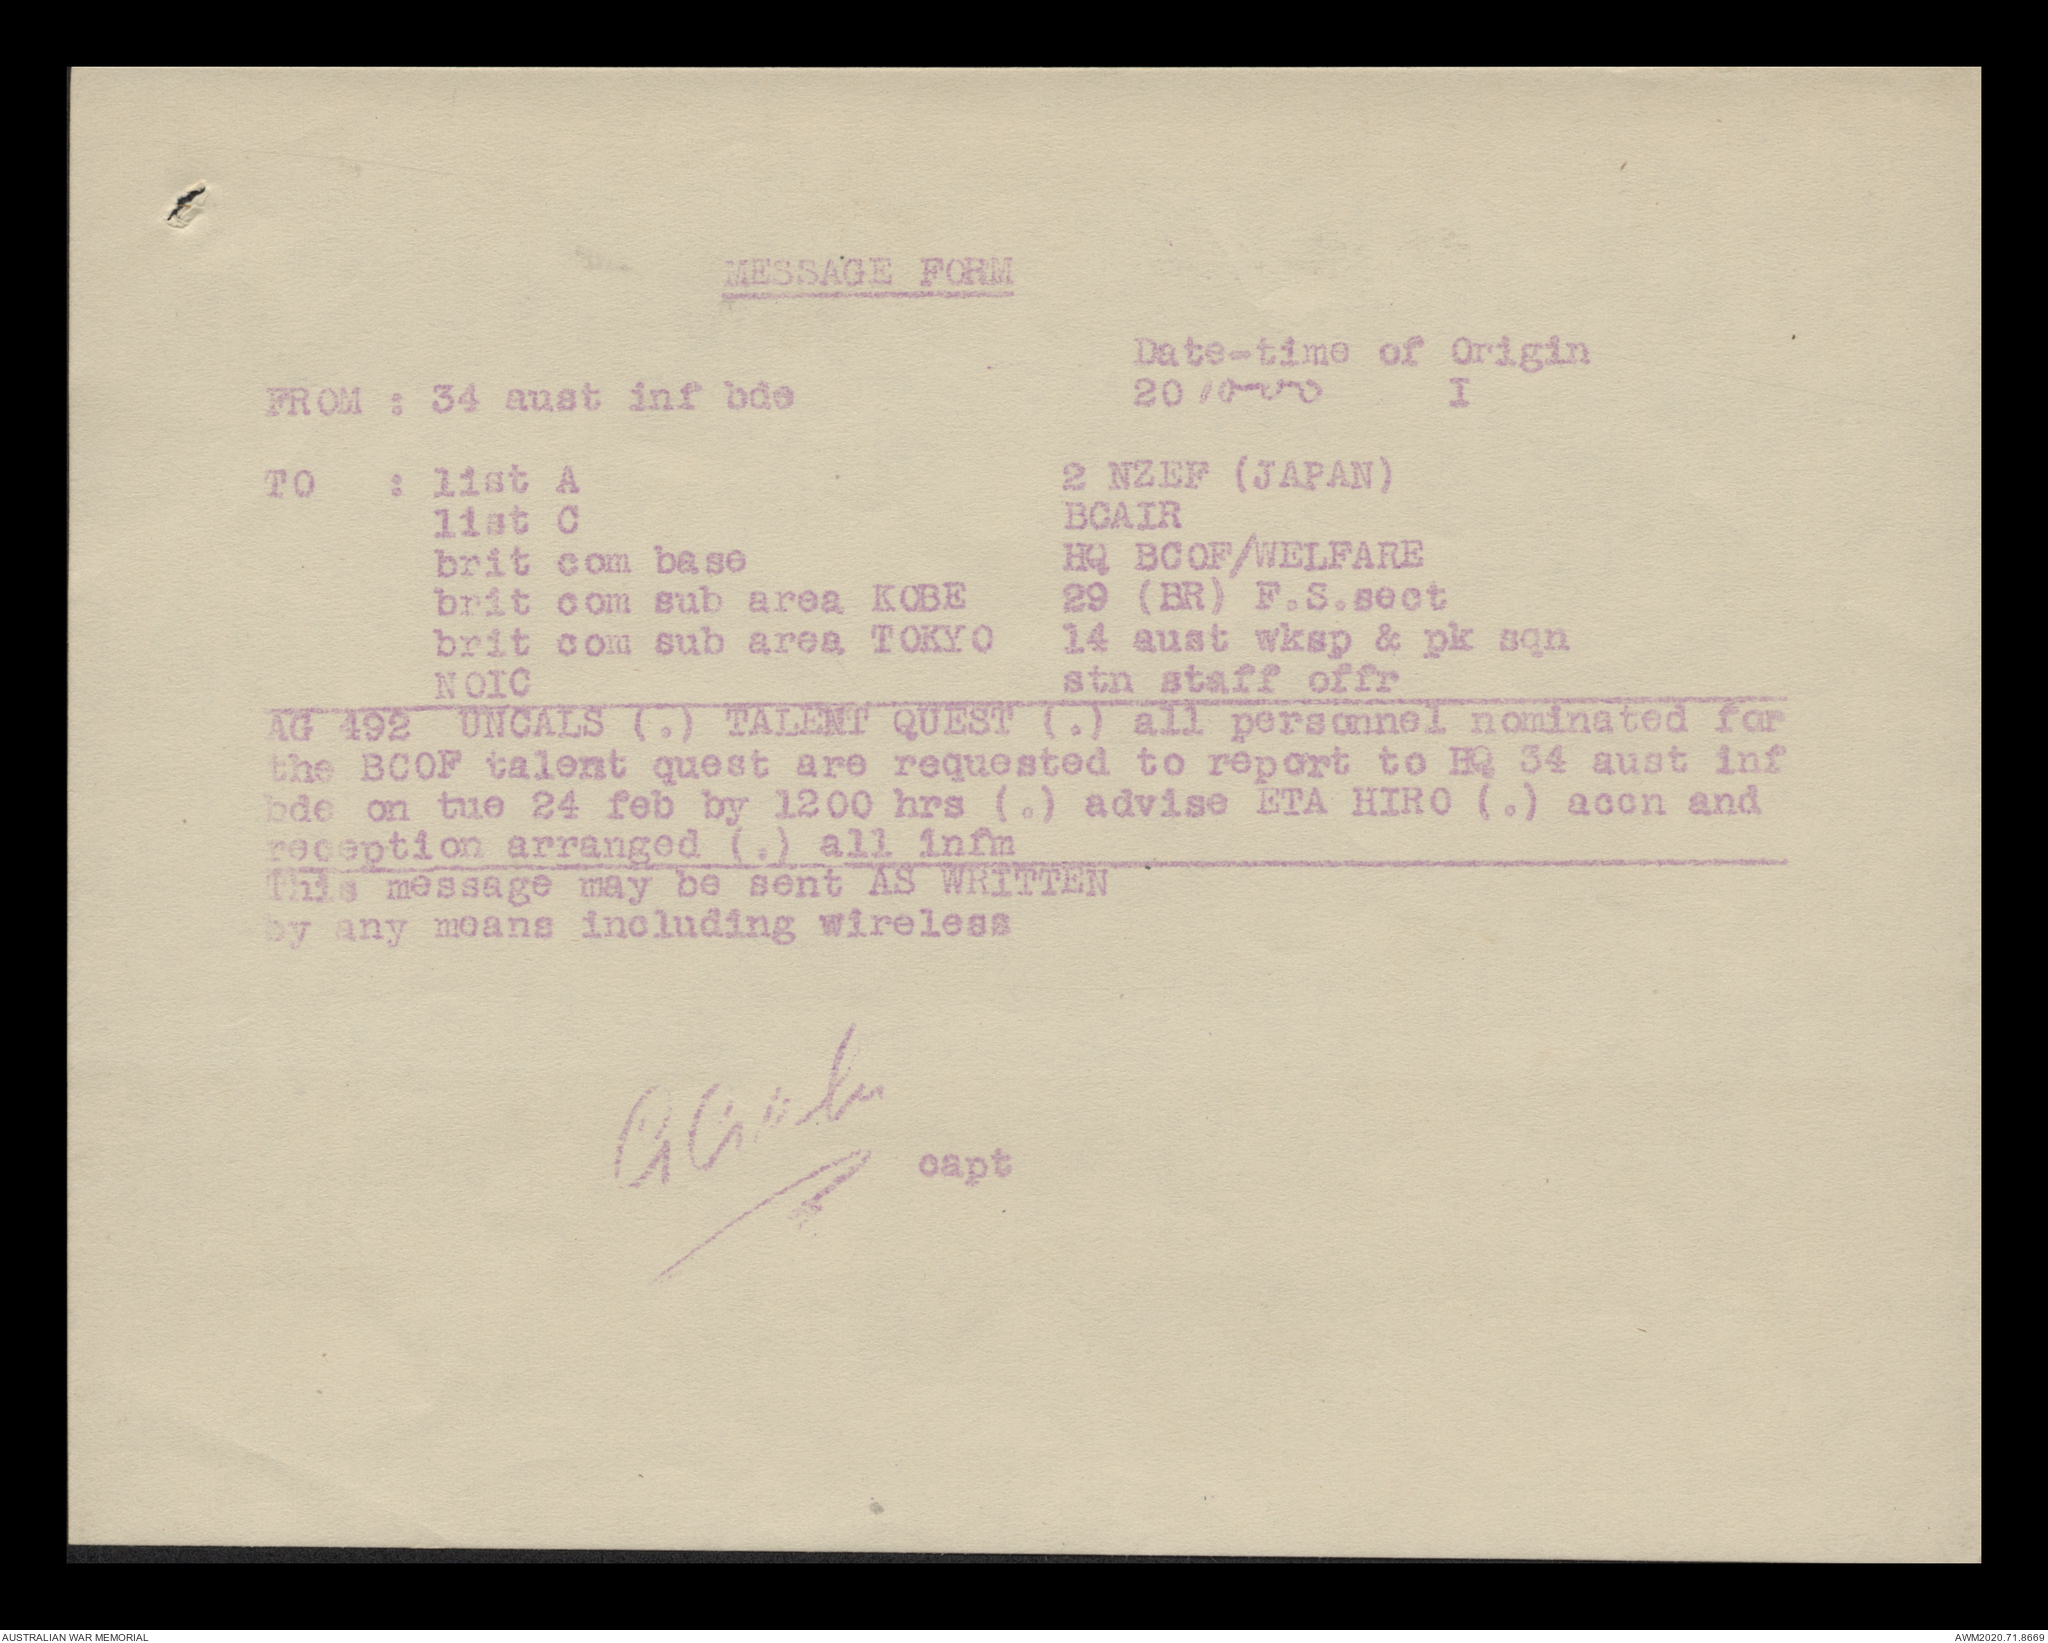 MESSAGE FORM
Date-time of Origin
FROM : 34 aust inf bde
20 I
TO : list A
list C
brit com base
brit com sub area KOBE
brit com sub area TOKYO
NOIC
2 NZEF (JAPAN)
BCAIR
HQ BCOF/WELFARE
29 (BR) F.S.sect
14 aust wksp & pk sqn
stn staff offr
AG 492 UNCALS (.) TALENT QUEST (.) all personnel nominated for
the BCOF talent quest are requested to report to HQ 34 aust inf
bde on tue 24 feb by 1200 hrs (.) advise ETA HIRO (.) accn and
reception arranged (.) all infm
This message may be sent AS WRITTEN
by any means including wireless
capt
AUSTRALIAN WAR MEMORIAL
AWM2020.71.8669